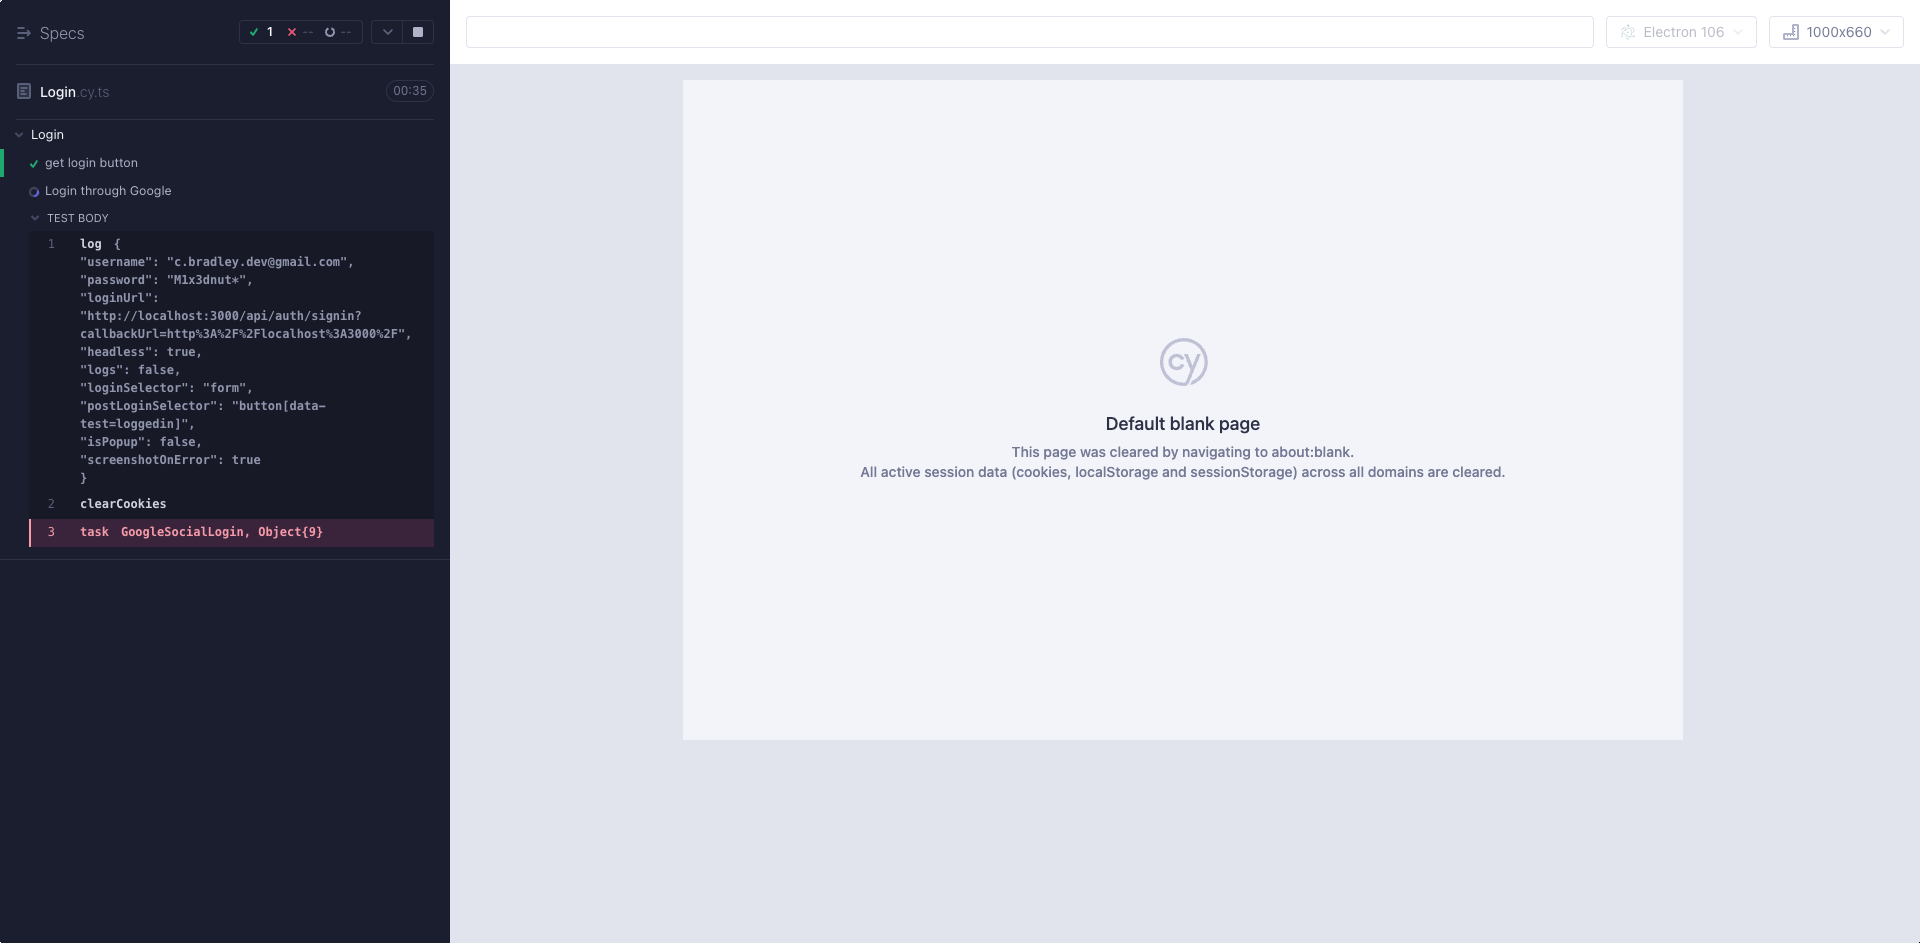 Specs
1 -- --
Login.cy.ts
00:35
Login
get login button
Login through Google
TEST BODY
1 log {
"username": "c.bradley.dev@gmail.com",
"password": "M1x3dnut*",
"loginUrl":
"http://localhost:3000/api/auth/signin?
callbackUrl=http%3A%2F%2Flocalhost%3A3000%2F",
"headless": true,
"logs": false,
"loginSelector": "form",
"postLoginSelector": "button[data-
test=loggedin]",
"isPopup": false,
"screenshotOnError": true
}
2 clearCookies
3 task GoogleSocialLogin, Object{9}
Electron 106
1000x660
cy
Default blank page
This page was cleared by navigating to about:blank.
All active session data (cookies, localStorage and sessionStorage) across all domains are cleared.